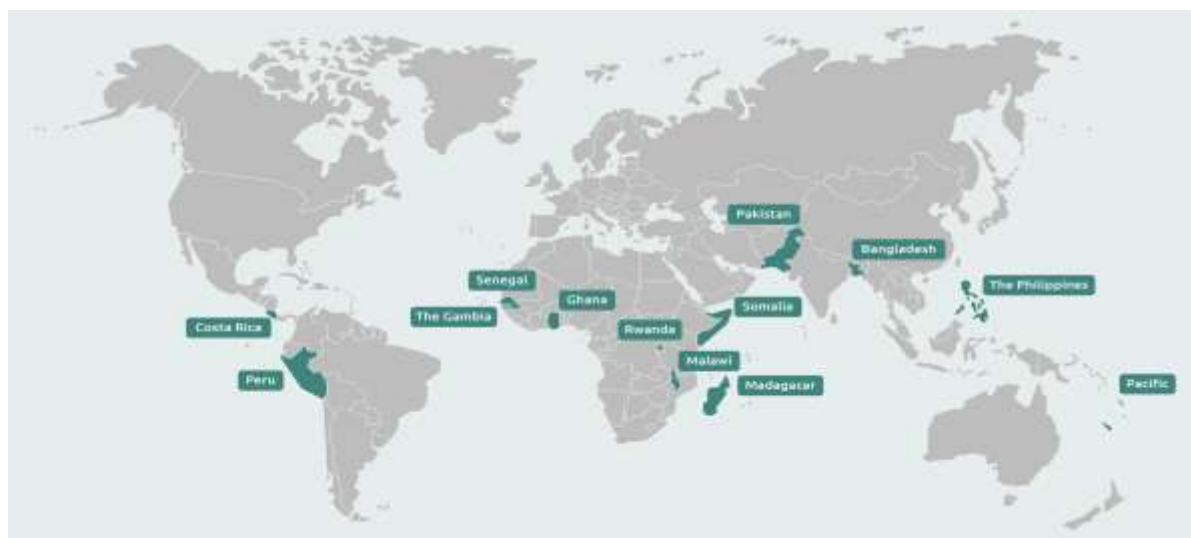 Pakistan
Bangladesh
Senegal
The Philippines
Ghana
Somalia
The Gambia
Costa Rica
Rwanda
Malawi
Peru
Madagascar
Pacific